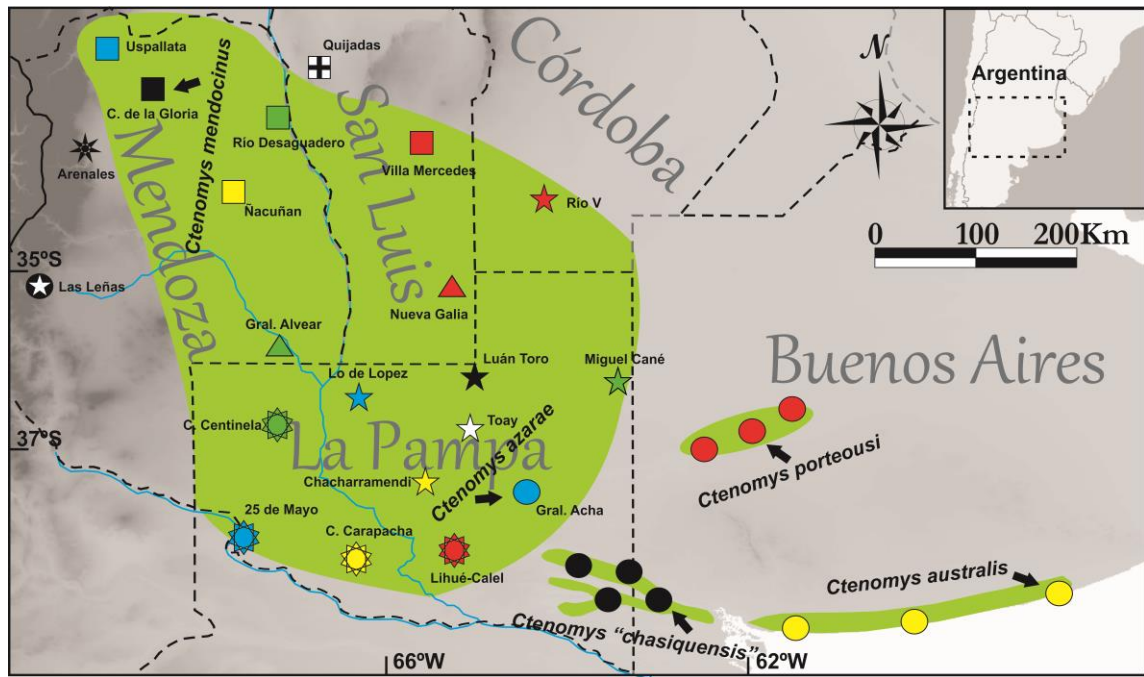 Uspallata
Quijadas
Córdoba
N
Argentina
C. de la Gloria
Ctenomys mendocinus
Mendoza
Arenales
Río Desaguadero
San Luis
Villa Mercedes
Ñacuñan
Río V
0 100 200Km
35ºS
Las Leñas
Nueva Galia
Gral. Alvear
Luán Toro
Miguel Cané
Buenos Aires
Lo de Lopez
C. Centinela
Toay
37ºS
La Pampa
Ctenomys azarae
Ctenomys porteousi
Chacharramendi
Gral. Acha
25 de Mayo
C. Carapacha
Lihué-Calel
Ctenomys australis
Ctenomys “chasiquensis”
66ºW
62ºW